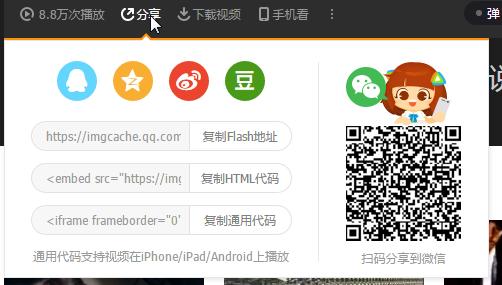 8.8万次播放 分享 下载视频 手机看 弹
豆
https://imgcache.qq.com 复制Flash地址
<embed src="https://img 复制HTML代码
<iframe frameborder="0" 复制通用代码
通用代码支持视频在iPhone/iPad/Android上播放
扫码分享到微信